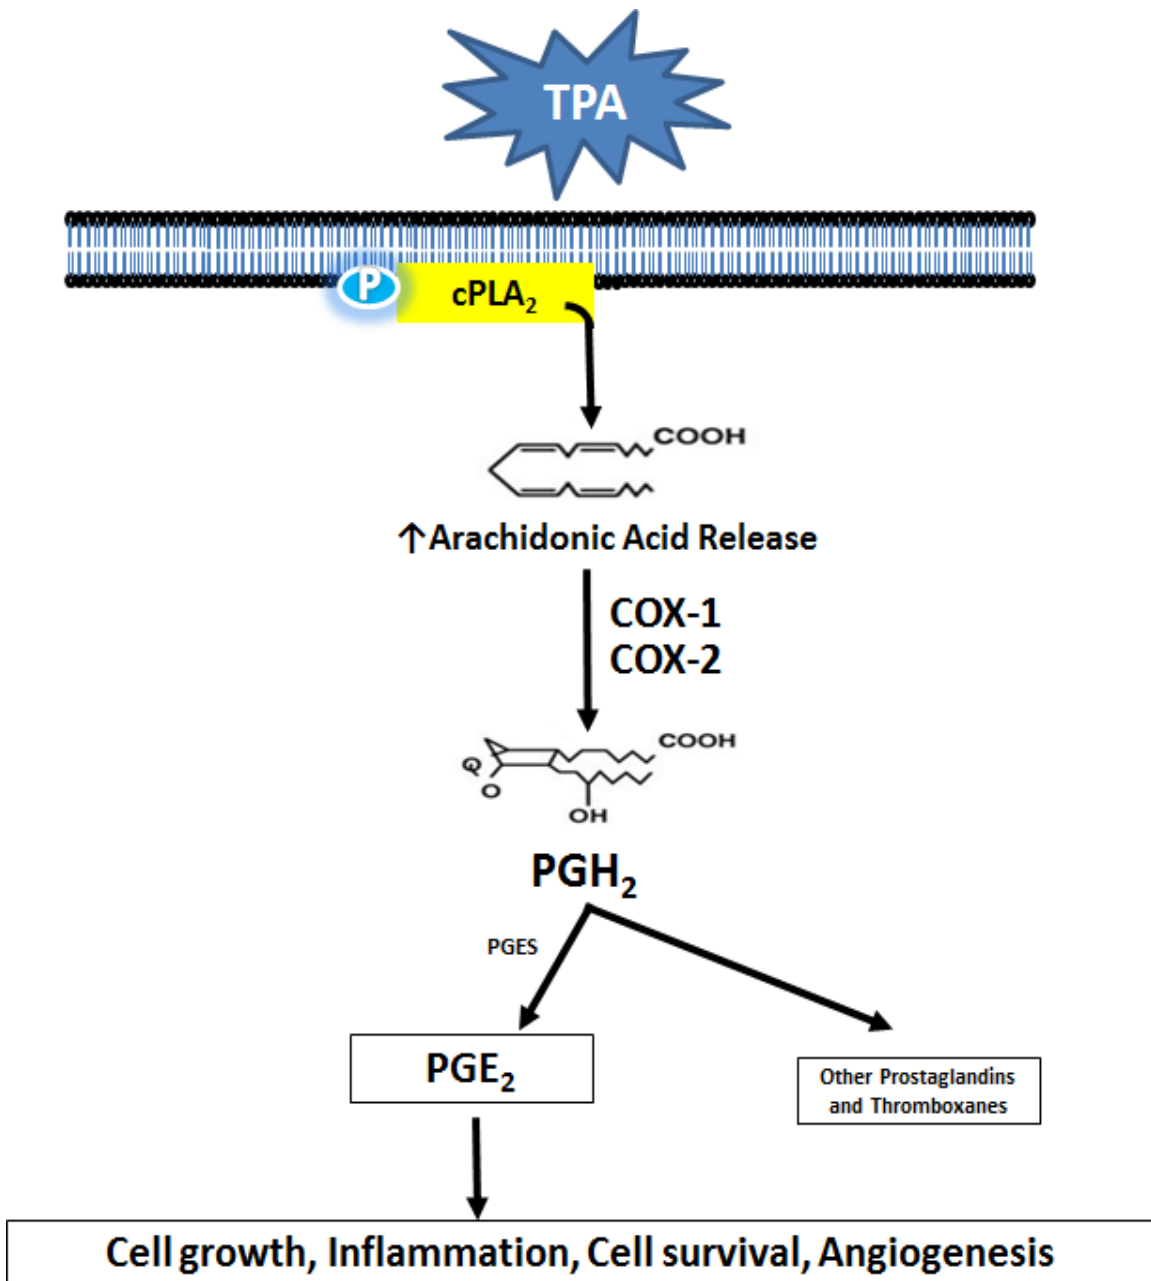 TPA
P
cPLA₂
COOH
↑Arachidonic Acid Release
COX-1
COX-2
COOH
O
O
OH
PGH₂
PGES
PGE₂
Other Prostaglandins
and Thromboxanes
Cell growth, Inflammation, Cell survival, Angiogenesis